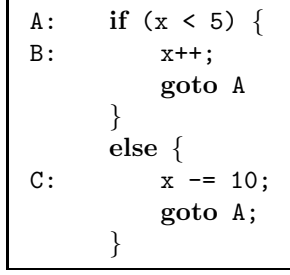 A: if (x < 5) {
B: x++;
goto A
}
else {
C: x -= 10;
goto A;
}